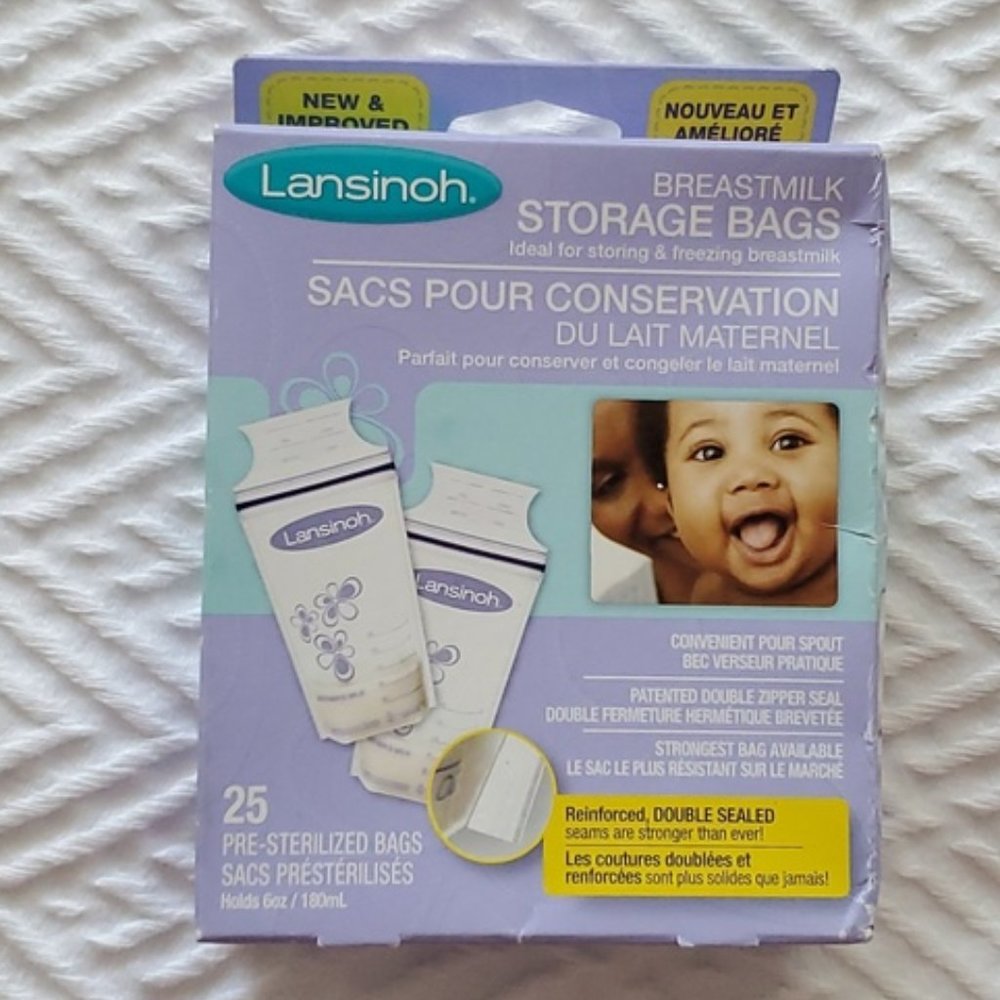 NEW &
IMPROVED
NOUVEAU ET
AMÉLIORÉ
Lansinoh®
BREASTMILK
STORAGE BAGS
Ideal for storing & freezing breastmilk
SACS POUR CONSERVATION
DU LAIT MATERNEL
Parfait pour conserver et congeler le lait maternel
Lansinoh
Lansinoh
CONVENIENT POUR SPOUT
BEC VERSEUR PRATIQUE
PATENTED DOUBLE ZIPPER SEAL
DOUBLE FERMETURE HERMÉTIQUE BREVETÉE
STRONGEST BAG AVAILABLE
LE SAC LE PLUS RÉSISTANT SUR LE MARCHÉ
25
PRE-STERILIZED BAGS
SACS PRÉSTÉRILISÉS
Holds 6oz / 180mL
Reinforced, DOUBLE SEALED
seams are stronger than ever!
Les coutures doublées et
renforcées sont plus solides que jamais!